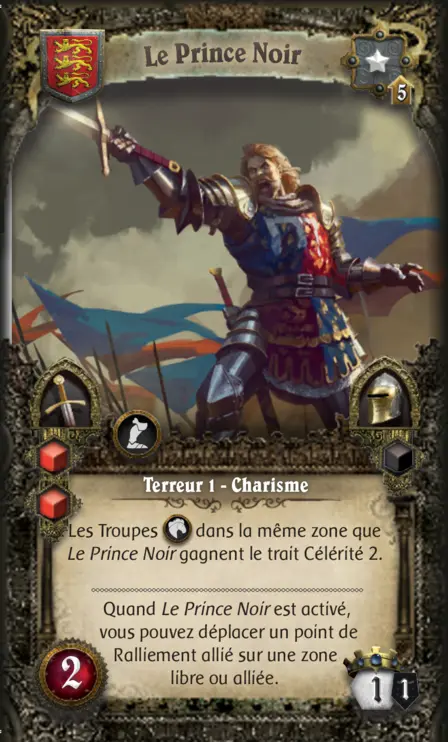 Le Prince Noir
5
Terreur 1 - Charisme
Les Troupes dans la même zone que
Le Prince Noir gagnent le trait Célérité 2.
Quand Le Prince Noir est activé,
vous pouvez déplacer un point de
Ralliement allié sur une zone
libre ou alliée.
2
1 1